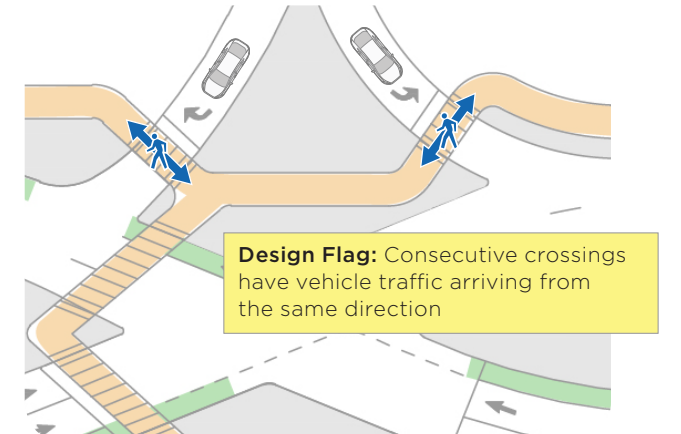 Design Flag: Consecutive crossings
have vehicle traffic arriving from
the same direction